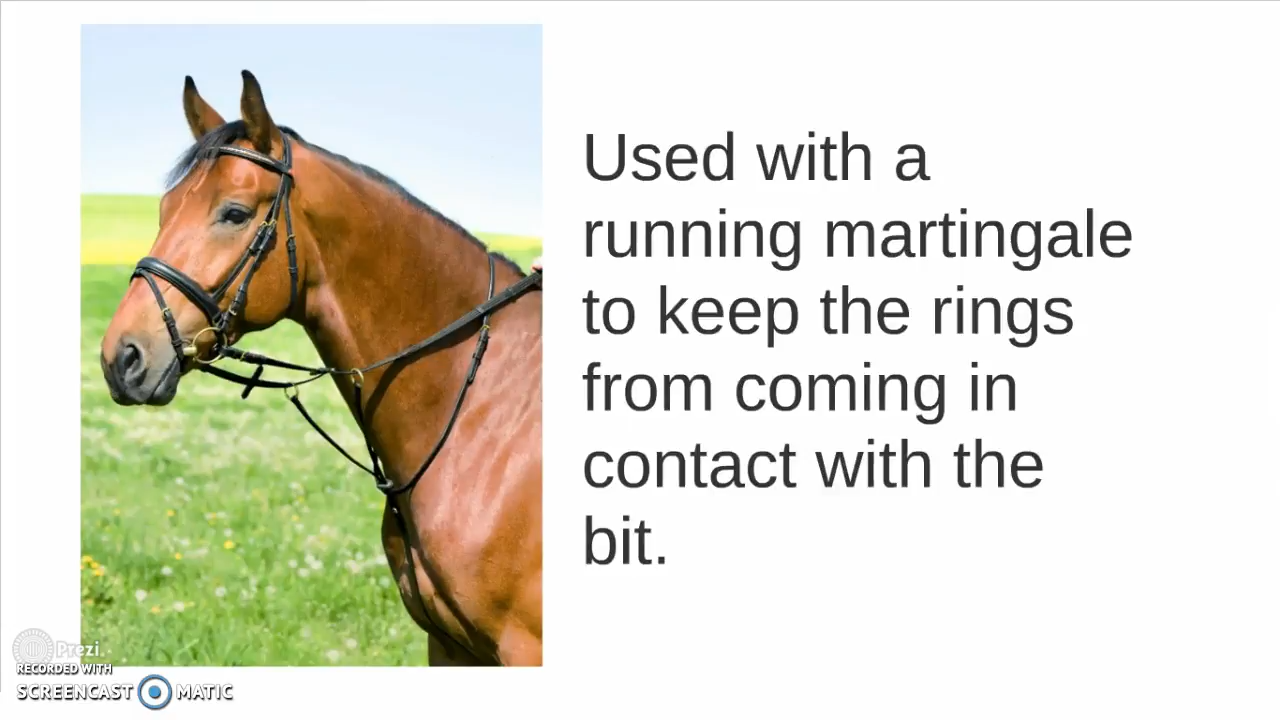 Used with a
running martingale
to keep the rings
from coming in
contact with the
bit.
Prezi
RECORDED WITH
SCREENCAST MATIC